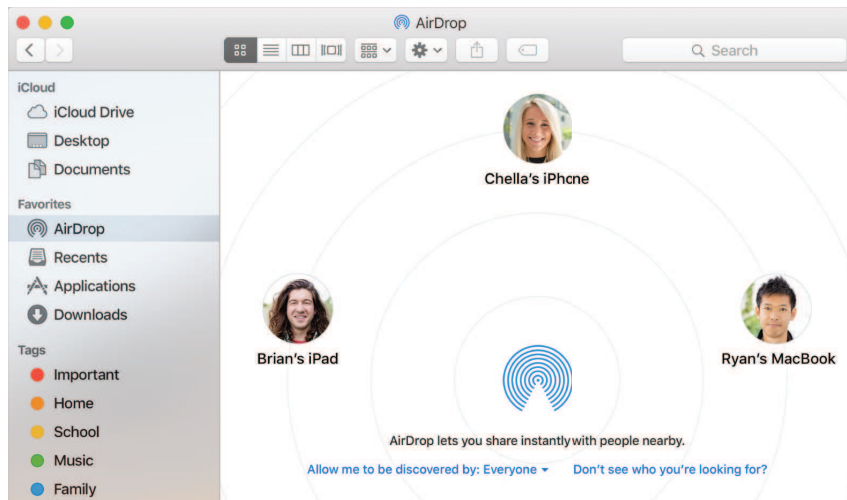 AirDrop
Search
iCloud
iCloud Drive
Desktop
Documents
Favorites
AirDrop
Recents
Applications
Downloads
Tags
Important
Home
School
Music
Family
Chella's iPhone
Brian's iPad
Ryan's MacBook
AirDrop lets you share instantly with people nearby.
Allow me to be discovered by: Everyone
Don't see who you're looking for?